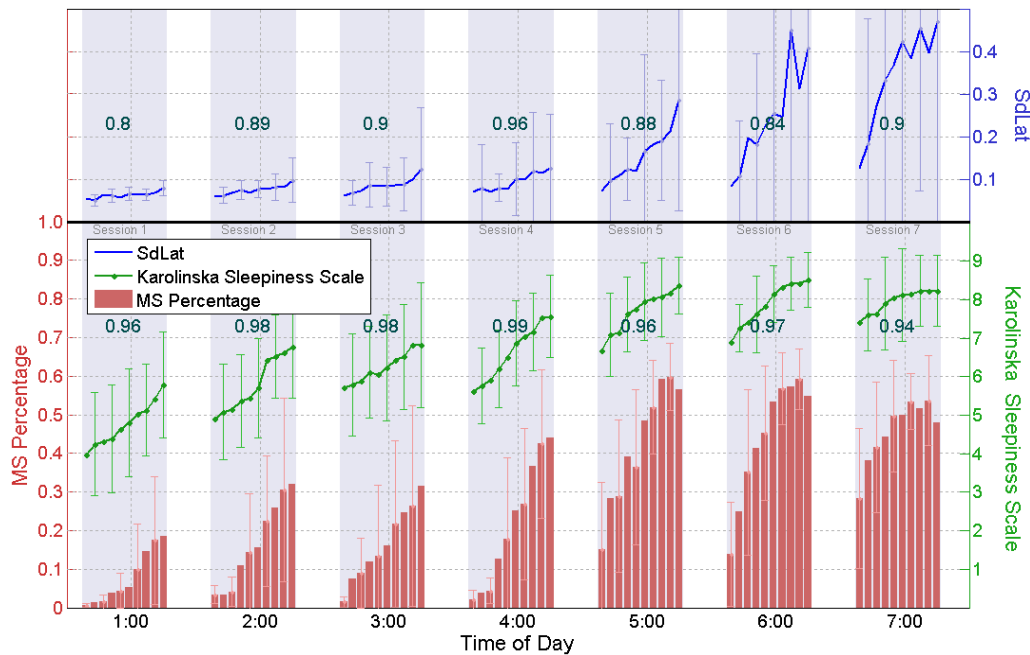 0.4
0.3
0.2
0.1
SdLat
0.8 0.89 0.9 0.96 0.88 0.84 0.9
1.0
Session 1 Session 2 Session 3 Session 4 Session 5 Session 6 Session 7
SdLat
Karolinska Sleepiness Scale
MS Percentage
0.96 0.98 0.98 0.99 0.96 0.97 0.94
0.9
0.8
0.7
0.6
0.5
0.4
0.3
0.2
0.1
0
MS Percentage
9
8
7
6
5
4
3
2
1
Karolinska Sleepiness Scale
1:00 2:00 3:00 4:00 5:00 6:00 7:00
Time of Day